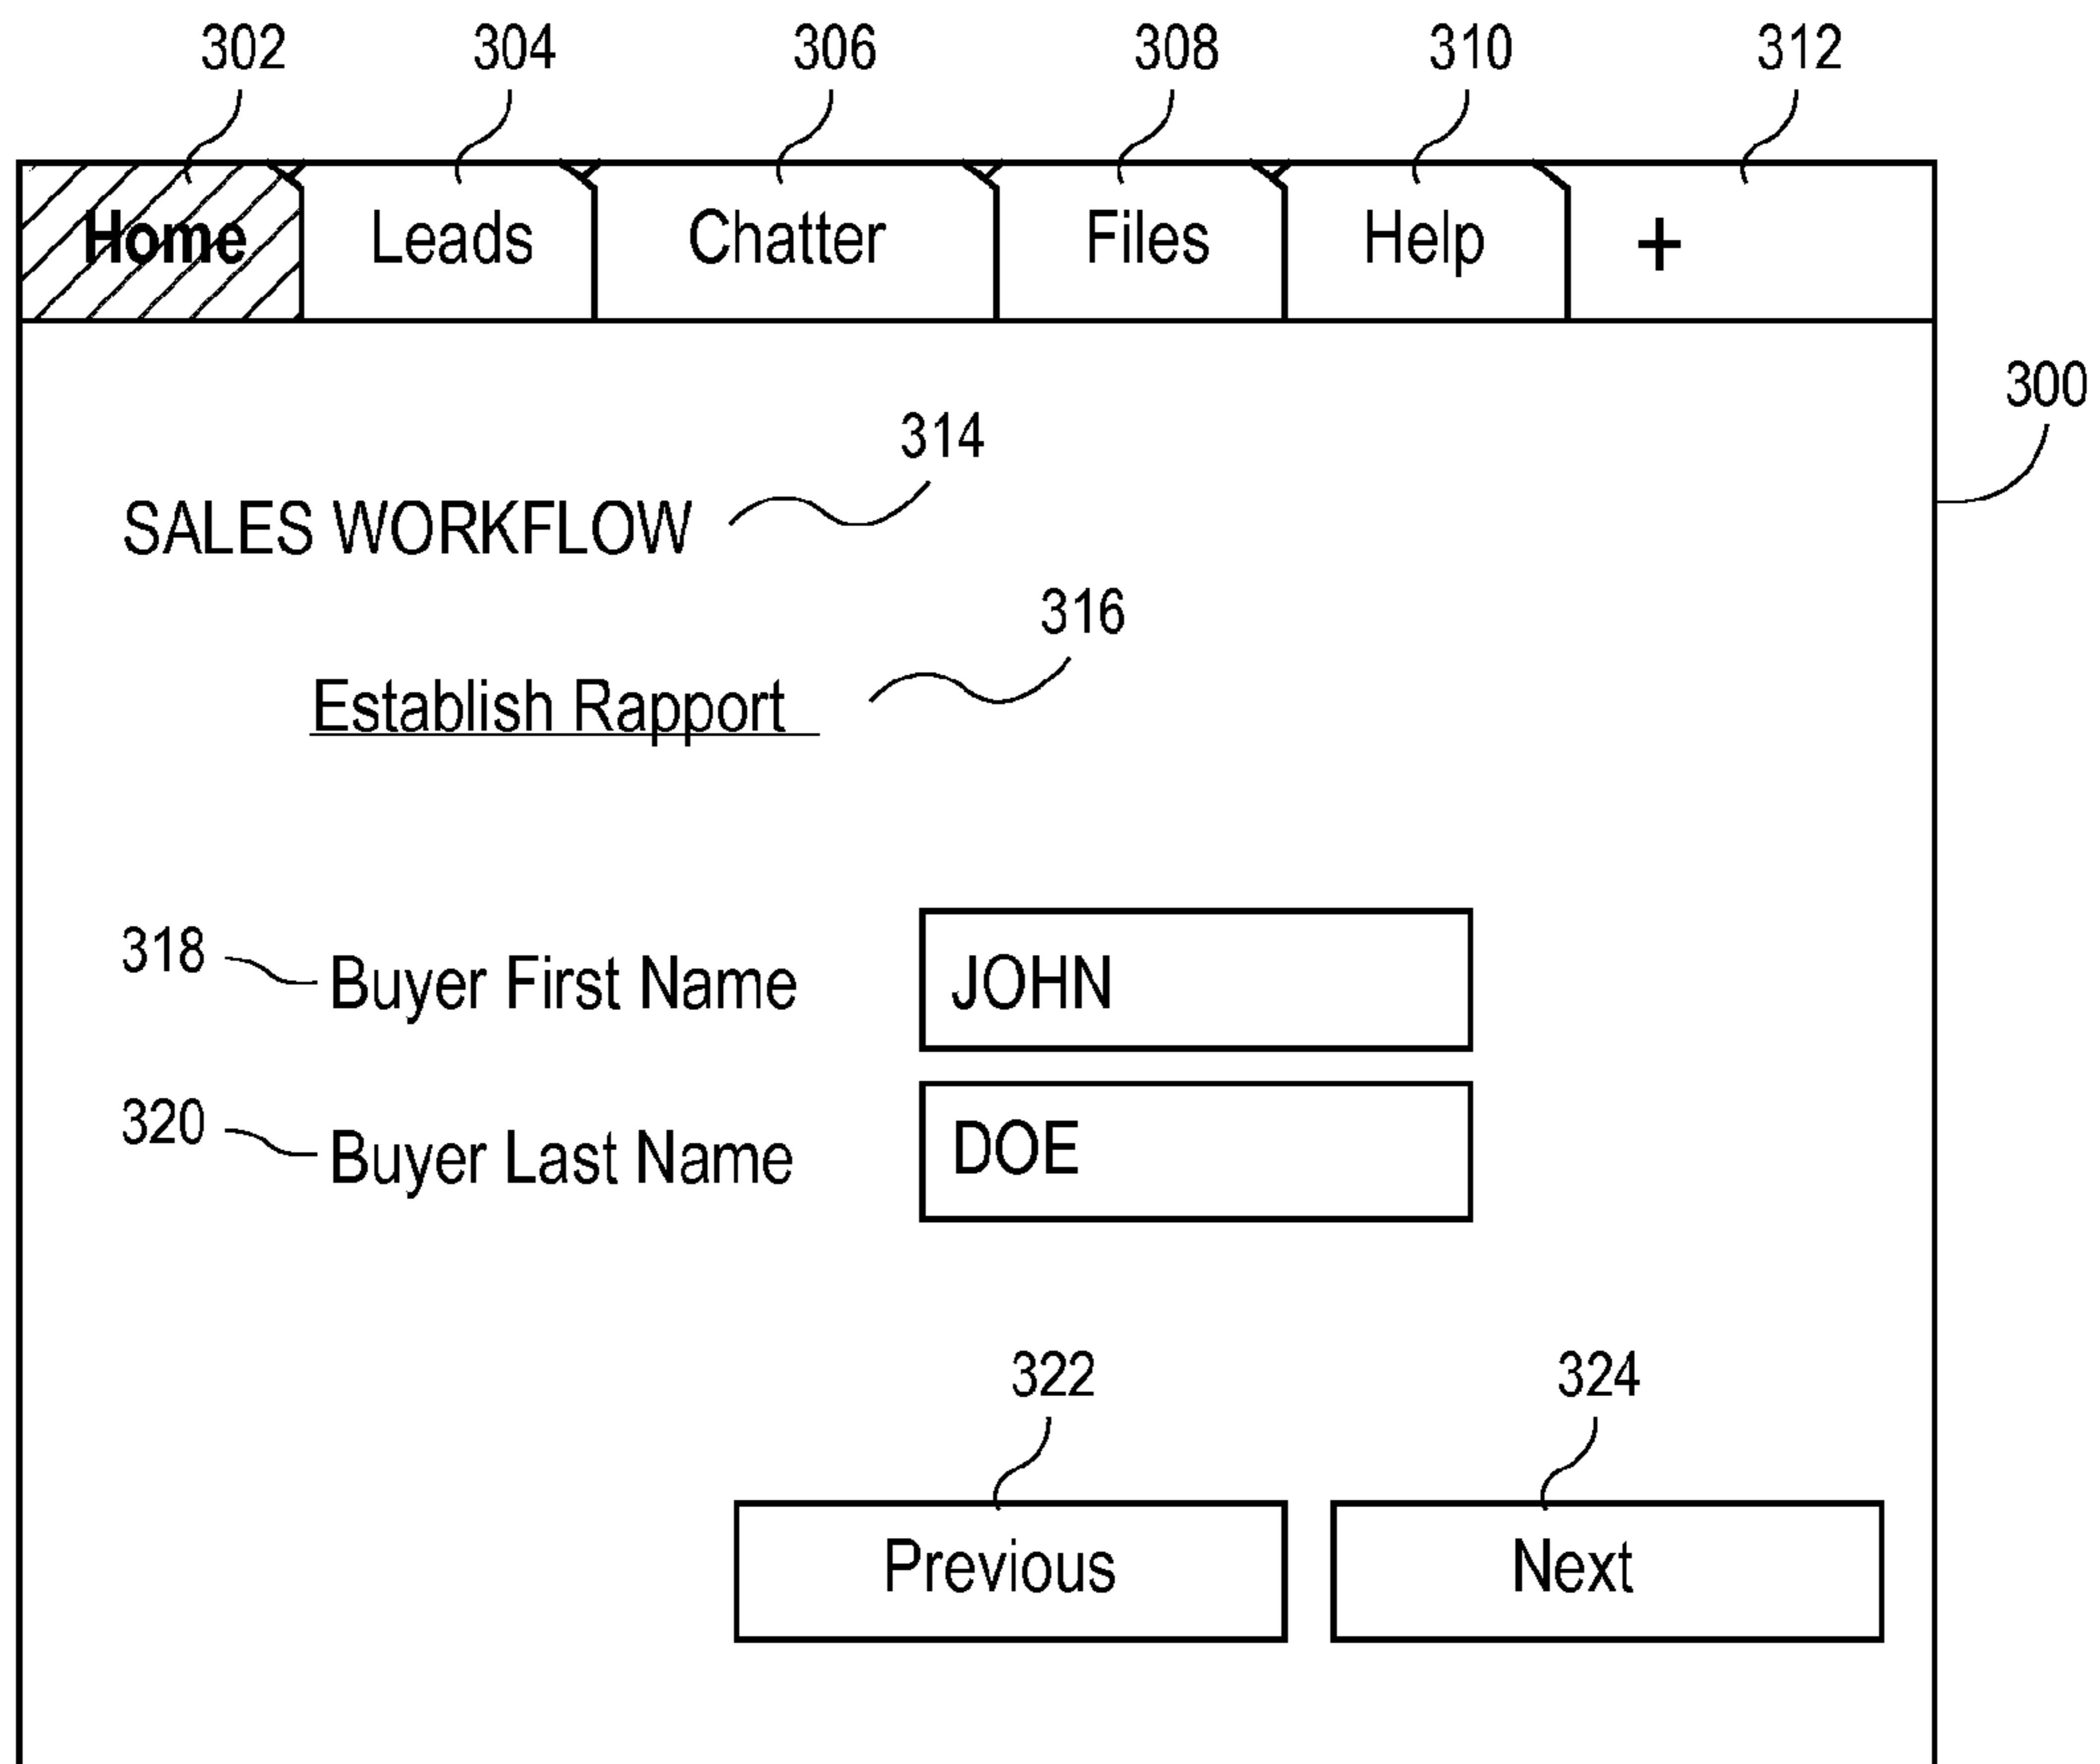 302 304 306 308 310 312
Home Leads Chatter Files Help +
300
314
SALES WORKFLOW
316
Establish Rapport
318 Buyer First Name JOHN
320 Buyer Last Name DOE
322 324
Previous Next